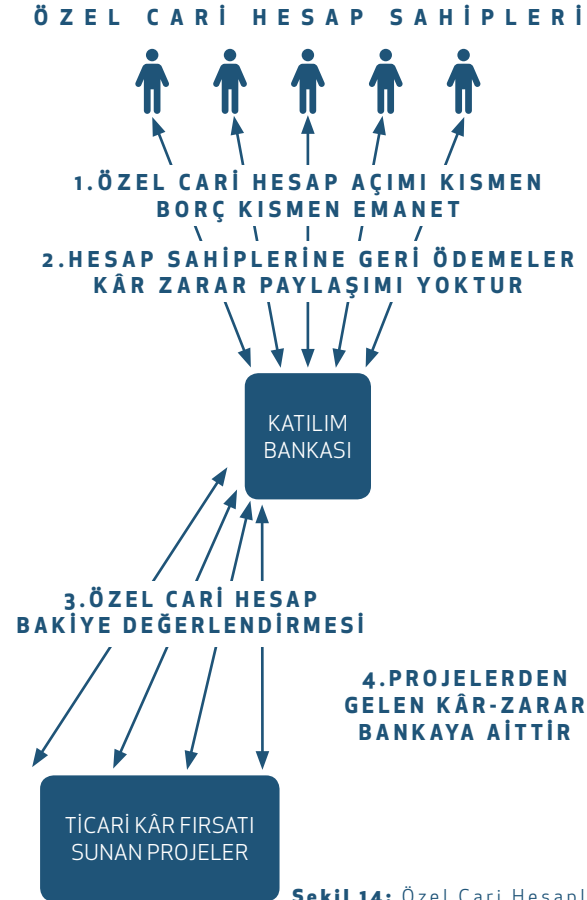 ÖZEL CARİ HESAP SAHİPLERİ
1.ÖZEL CARİ HESAP AÇIMI KISMEN
BORÇ KISMEN EMANET
2.HESAP SAHİPLERİNE GERİ ÖDEMELER
KÂR ZARAR PAYLAŞIMI YOKTUR
KATILIM
BANKASI
3.ÖZEL CARİ HESAP
BAKİYE DEĞERLENDİRMESİ
4.PROJELERDEN
GELEN KÂR-ZARAR
BANKAYA AİTTİR
TİCARİ KÂR FIRSATI
SUNAN PROJELER
Şekil 14: Özel Cari Hesapl